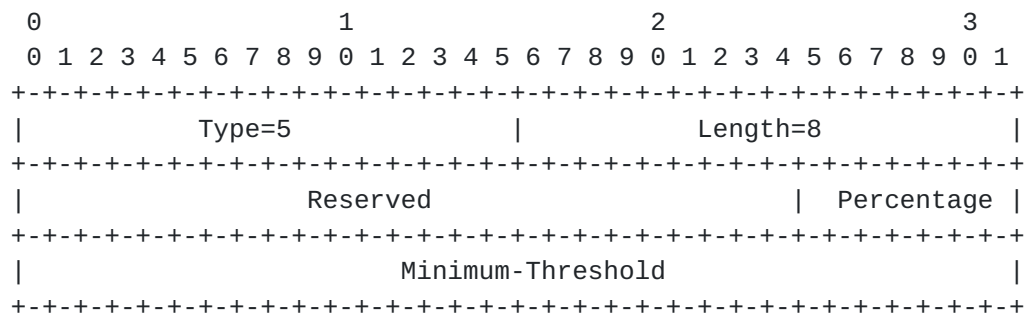 0                   1                   2                   3
 0 1 2 3 4 5 6 7 8 9 0 1 2 3 4 5 6 7 8 9 0 1 2 3 4 5 6 7 8 9 0 1
+-+-+-+-+-+-+-+-+-+-+-+-+-+-+-+-+-+-+-+-+-+-+-+-+-+-+-+-+-+-+-+-+
|           Type=5              |           Length=8            |
+-+-+-+-+-+-+-+-+-+-+-+-+-+-+-+-+-+-+-+-+-+-+-+-+-+-+-+-+-+-+-+-+
|                  Reserved                       |  Percentage |
+-+-+-+-+-+-+-+-+-+-+-+-+-+-+-+-+-+-+-+-+-+-+-+-+-+-+-+-+-+-+-+-+
|                        Minimum-Threshold                      |
+-+-+-+-+-+-+-+-+-+-+-+-+-+-+-+-+-+-+-+-+-+-+-+-+-+-+-+-+-+-+-+-+